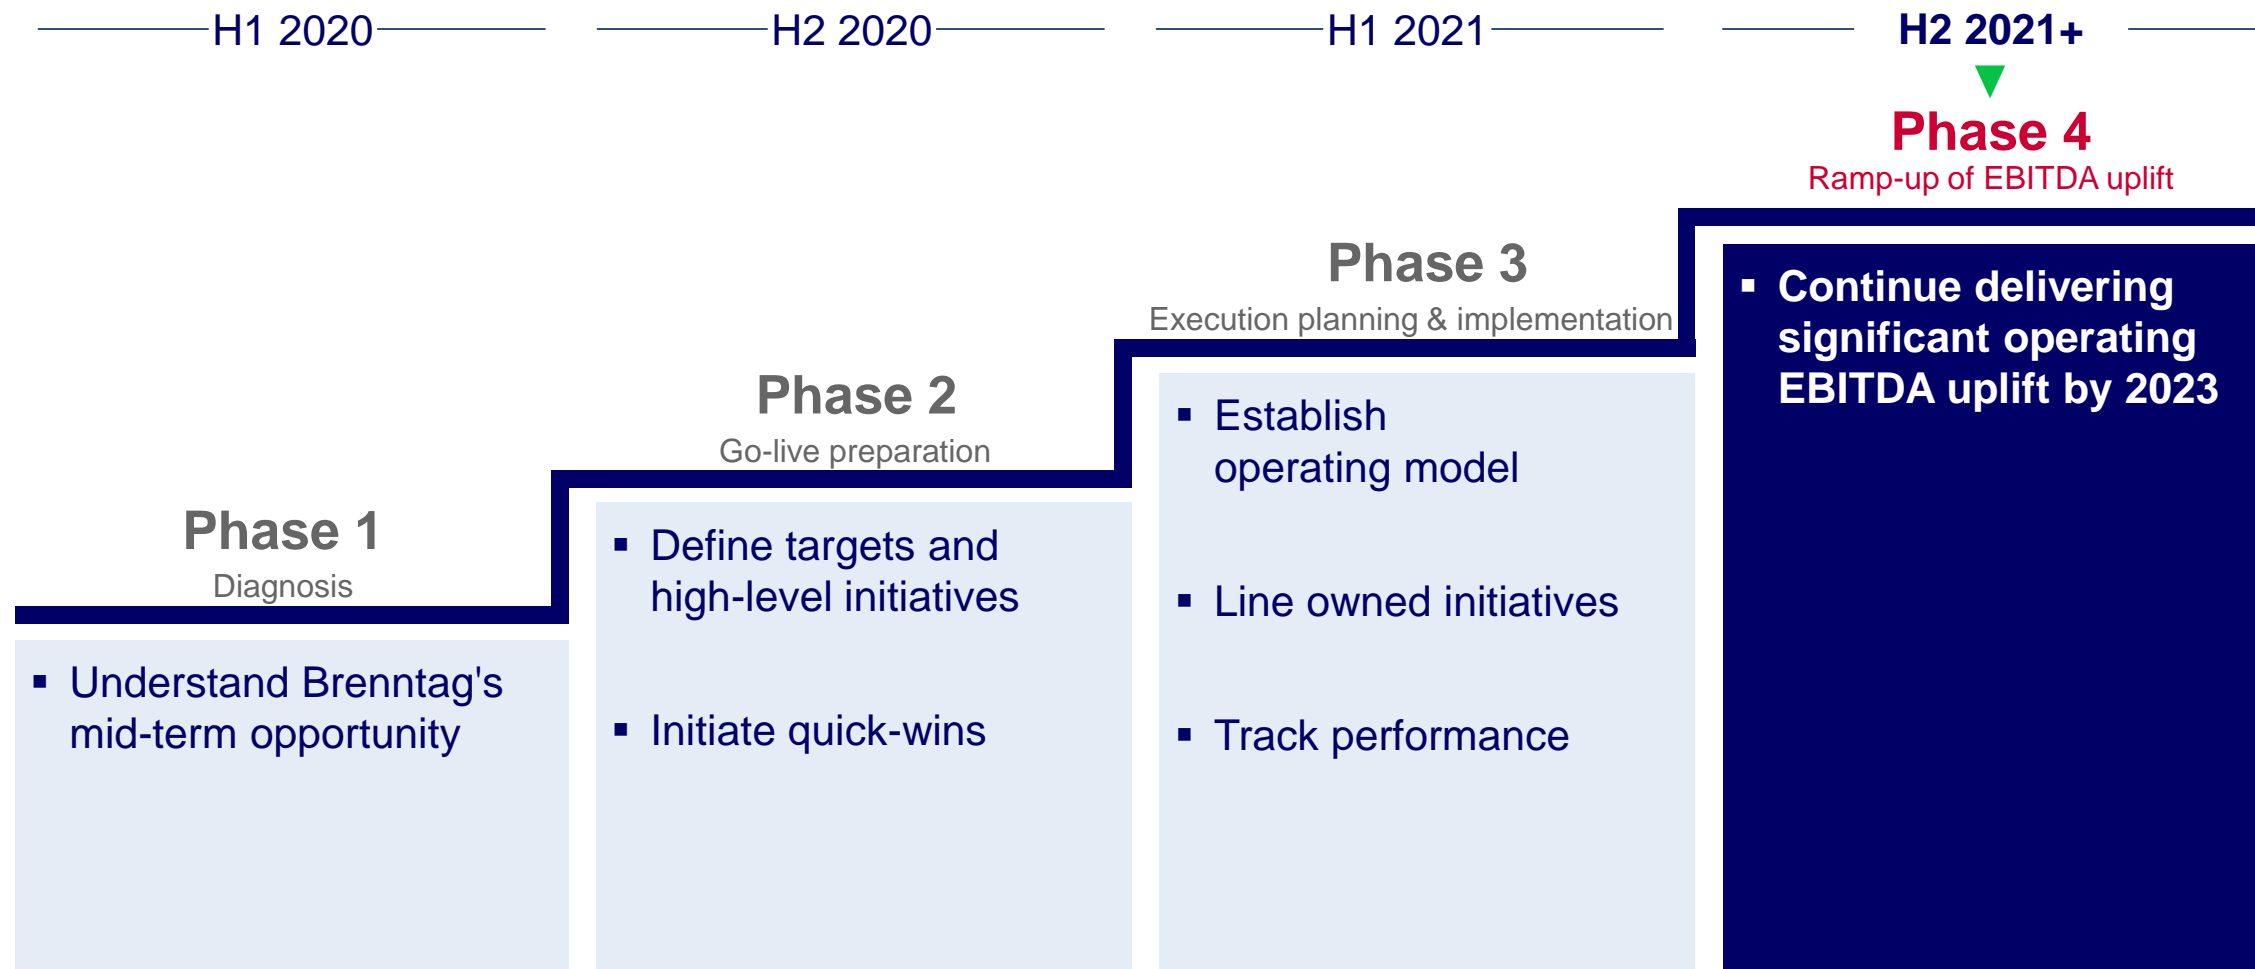 H1 2020
H2 2020
H1 2021
H2 2021+
Phase 1
Diagnosis
▪ Understand Brenntag's
mid-term opportunity
Phase 2
Go-live preparation
▪ Define targets and
high-level initiatives
▪ Initiate quick-wins
Phase 3
Execution planning & implementation
▪ Establish
operating model
▪ Line owned initiatives
▪ Track performance
Phase 4
Ramp-up of EBITDA uplift
▪ Continue delivering
significant operating
EBITDA uplift by 2023